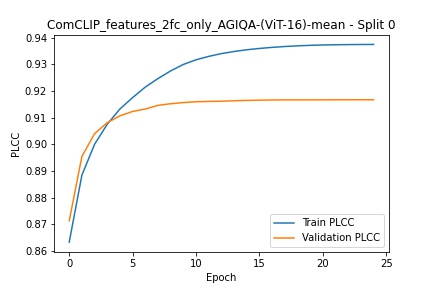 ComCLIP_features_2fc_only_AGIQA-(ViT-16)-mean - Split 0
0.94
0.93
0.92
0.91
0.90
0.89
0.88
0.87
0.86
PLCC
Train PLCC
Validation PLCC
0 5 10 15 20 25
Epoch